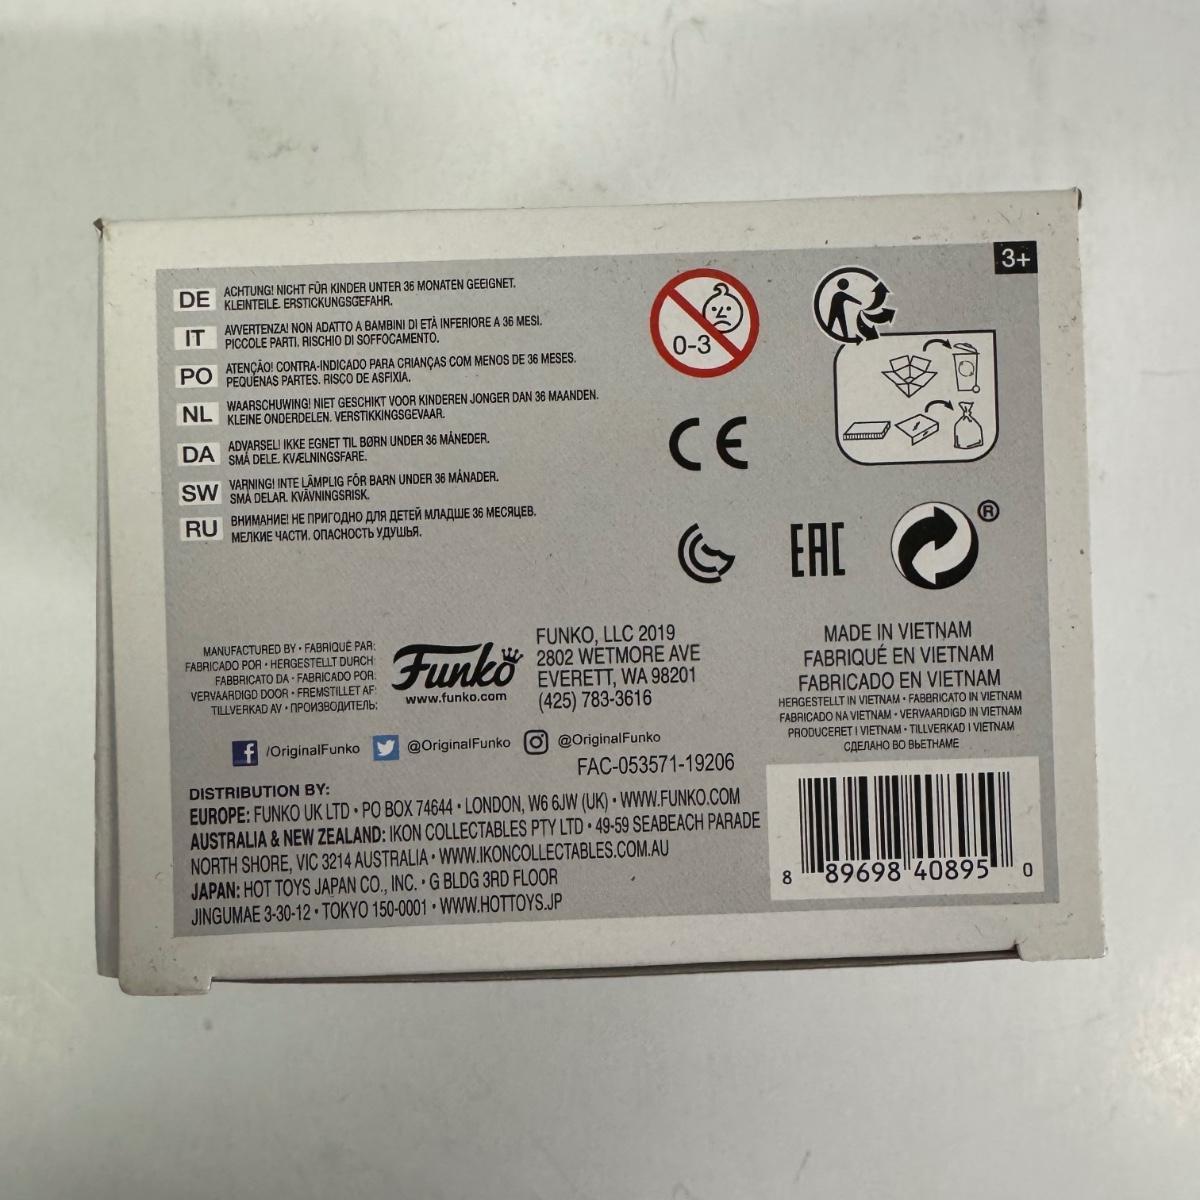 3+
DE
ACHTUNG! NICHT FÜR KINDER UNTER 36 MONATEN GEEIGNET.
KLEINTEILE. ERSTICKUNGSGEFAHR.
IT
AVVERTENZA! NON ADATTO A BAMBINI DI ETÀ INFERIORE A 36 MESI.
PICCOLE PARTI. RISCHIO DI SOFFOCAMENTO.
PO
ATENÇÃO! CONTRA-INDICADO PARA CRIANÇAS COM MENOS DE 36 MESES.
PEQUENAS PARTES. RISCO DE ASFIXIA.
NL
WAARSCHUWING! NIET GESCHIKT VOOR KINDEREN JONGER DAN 36 MAANDEN.
KLEINE ONDERDELEN. VERSTIKKINGSGEVAAR.
DA
ADVARSEL! IKKE EGNET TIL BØRN UNDER 36 MÅNEDER.
SMÅ DELE. KVÆLNINGSFARE.
SW
VARNING! INTE LÄMPLIG FÖR BARN UNDER 36 MÅNADER.
SMÅ DELAR. KVÄVNINGSRISK.
RU
ВНИМАНИЕ! НЕ ПРИГОДНО ДЛЯ ДЕТЕЙ МЛАДШЕ 36 МЕСЯЦЕВ.
МЕЛКИЕ ЧАСТИ. ОПАСНОСТЬ УДУШЬЯ.
0-3
CE
EAC
®
MANUFACTURED BY • FABRIQUÉ PAR:
FABRICADO POR • HERGESTELLT DURCH:
FABBRICATO DA • FABRICADO POR:
VERVAARDIGD DOOR • FREMSTILLET AF:
TILLVERKAD AV • ПРОИЗВОДИТЕЛЬ:
Funko
www.funko.com
FUNKO, LLC 2019
2802 WETMORE AVE
EVERETT, WA 98201
(425) 783-3616
MADE IN VIETNAM
FABRIQUÉ EN VIETNAM
FABRICADO EN VIETNAM
HERGESTELLT IN VIETNAM • FABBRICATO IN VIETNAM
FABRICADO NA VIETNAM • VERVAARDIGD IN VIETNAM
PRODUCERET I VIETNAM • TILLVERKAD I VIETNAM
СДЕЛАНО ВО ВЬЕТНАМЕ
f /OriginalFunko @OriginalFunko @OriginalFunko
FAC-053571-19206
DISTRIBUTION BY:
EUROPE: FUNKO UK LTD • PO BOX 74644 • LONDON, W6 6JW (UK) • WWW.FUNKO.COM
AUSTRALIA & NEW ZEALAND: IKON COLLECTABLES PTY LTD • 49-59 SEABEACH PARADE
NORTH SHORE, VIC 3214 AUSTRALIA • WWW.IKONCOLLECTABLES.COM.AU
JAPAN: HOT TOYS JAPAN CO., INC. • G BLDG 3RD FLOOR
JINGUMAE 3-30-12 • TOKYO 150-0001 • WWW.HOTTOYS.JP
8 89698 40895 0